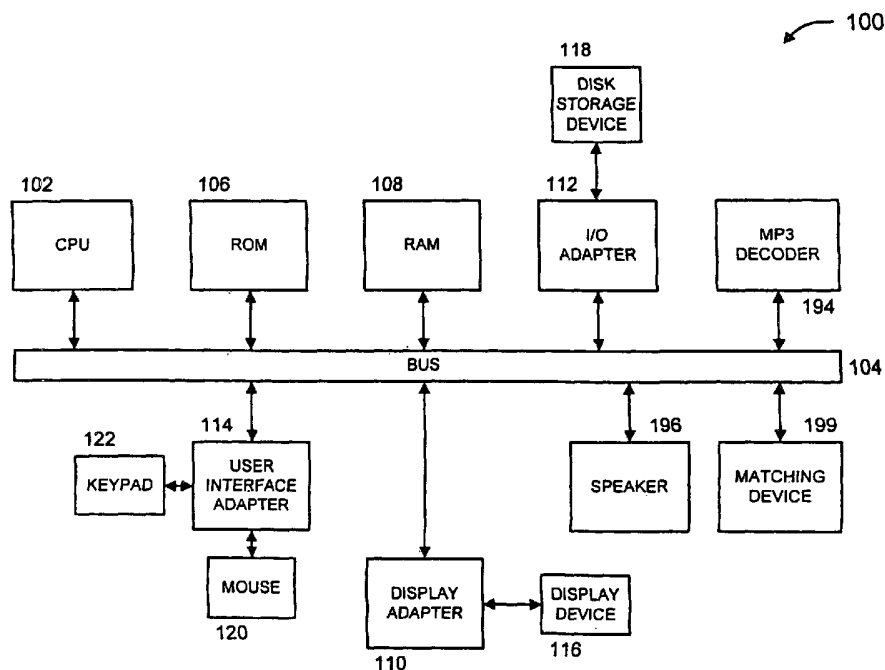 100
118
DISK
STORAGE
DEVICE
102
CPU
106
ROM
108
RAM
112
I/O
ADAPTER
MP3
DECODER
194
BUS
104
122
KEYPAD
114
USER
INTERFACE
ADAPTER
196
SPEAKER
199
MATCHING
DEVICE
MOUSE
120
DISPLAY
ADAPTER
110
DISPLAY
DEVICE
116